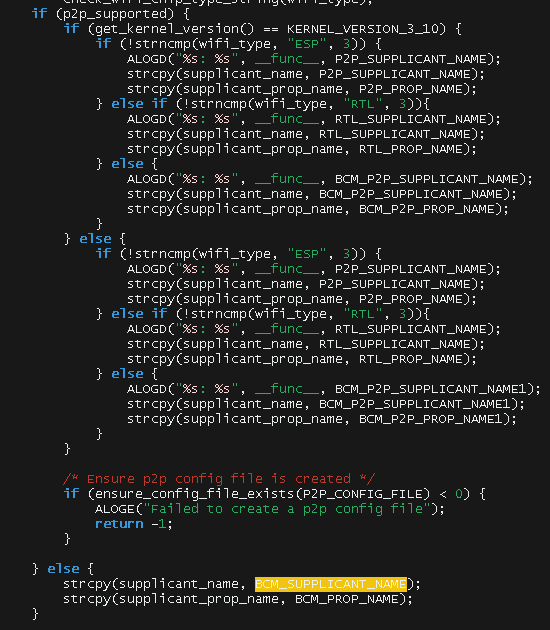 check_wifi_chip_type_string(wifi_type);
if (p2p_supported) {
if (get_kernel_version() == KERNEL_VERSION_3_10) {
if (!strncmp(wifi_type, "ESP", 3)) {
ALOGD("%s: %s", __func__, P2P_SUPPLICANT_NAME);
strcpy(supplicant_name, P2P_SUPPLICANT_NAME);
strcpy(supplicant_prop_name, P2P_PROP_NAME);
} else if (!strncmp(wifi_type, "RTL", 3)){
ALOGD("%s: %s", __func__, RTL_SUPPLICANT_NAME);
strcpy(supplicant_name, RTL_SUPPLICANT_NAME);
strcpy(supplicant_prop_name, RTL_PROP_NAME);
} else {
ALOGD("%s: %s", __func__, BCM_P2P_SUPPLICANT_NAME);
strcpy(supplicant_name, BCM_P2P_SUPPLICANT_NAME);
strcpy(supplicant_prop_name, BCM_P2P_PROP_NAME);
}
} else {
if (!strncmp(wifi_type, "ESP", 3)) {
ALOGD("%s: %s", __func__, P2P_SUPPLICANT_NAME);
strcpy(supplicant_name, P2P_SUPPLICANT_NAME);
strcpy(supplicant_prop_name, P2P_PROP_NAME);
} else if (!strncmp(wifi_type, "RTL", 3)){
ALOGD("%s: %s", __func__, RTL_SUPPLICANT_NAME);
strcpy(supplicant_name, RTL_SUPPLICANT_NAME);
strcpy(supplicant_prop_name, RTL_PROP_NAME);
} else {
ALOGD("%s: %s", __func__, BCM_P2P_SUPPLICANT_NAME1);
strcpy(supplicant_name, BCM_P2P_SUPPLICANT_NAME1);
strcpy(supplicant_prop_name, BCM_P2P_PROP_NAME1);
}
}
/* Ensure p2p config file is created */
if (ensure_config_file_exists(P2P_CONFIG_FILE) < 0) {
ALOGE("Failed to create a p2p config file");
return -1;
}
} else {
strcpy(supplicant_name, BCM_SUPPLICANT_NAME);
strcpy(supplicant_prop_name, BCM_PROP_NAME);
}